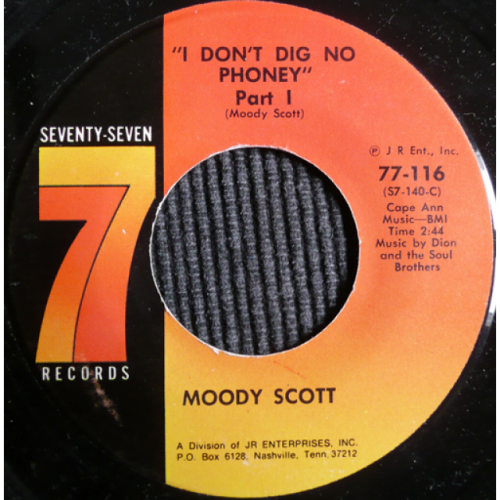 "I DON'T DIG NO
PHONEY"
Part I
(Moody Scott)
SEVENTY-SEVEN
7
RECORDS
℗ J R Ent., Inc.
77-116
(S7-140-C)
Cape Ann
Music—BMI
Time 2:44
Music by Dion
and the Soul
Brothers
MOODY SCOTT
A Division of JR ENTERPRISES, INC.
P.O. Box 6128, Nashville, Tenn. 37212